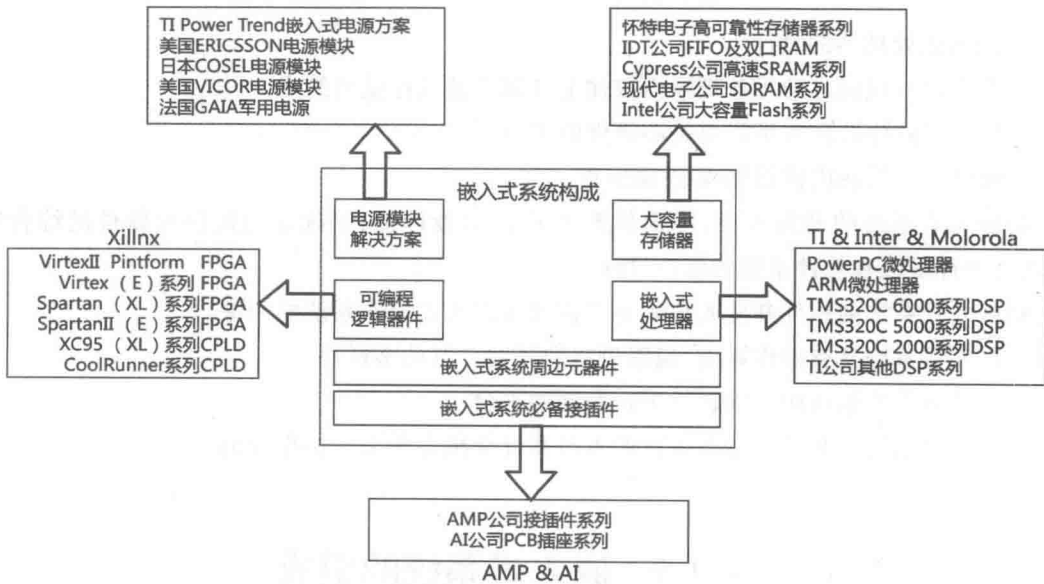 TI Power Trend嵌入式电源方案
美国ERICSSON电源模块
日本COSEL电源模块
美国VICOR电源模块
法国GAIA军用电源
怀特电子高可靠性存储器系列
IDT公司FIFO及双口RAM
Cypress公司高速SRAM系列
现代电子公司SDRAM系列
Intel公司大容量Flash系列
嵌入式系统构成
电源模块
解决方案
大容量
存储器
Xillnx
VirtexII Pintform FPGA
Virtex (E) 系列 FPGA
Spartan (XL) 系列FPGA
SpartanII (E) 系列FPGA
XC95 (XL) 系列CPLD
CoolRunner系列CPLD
可编程
逻辑器件
嵌入式
处理器
TI & Inter & Molorola
PowerPC微处理器
ARM微处理器
TMS320C 6000系列DSP
TMS320C 5000系列DSP
TMS320C 2000系列DSP
TI公司其他DSP系列
嵌入式系统周边元器件
嵌入式系统必备接插件
AMP公司接插件系列
AI公司PCB插座系列
AMP & AI